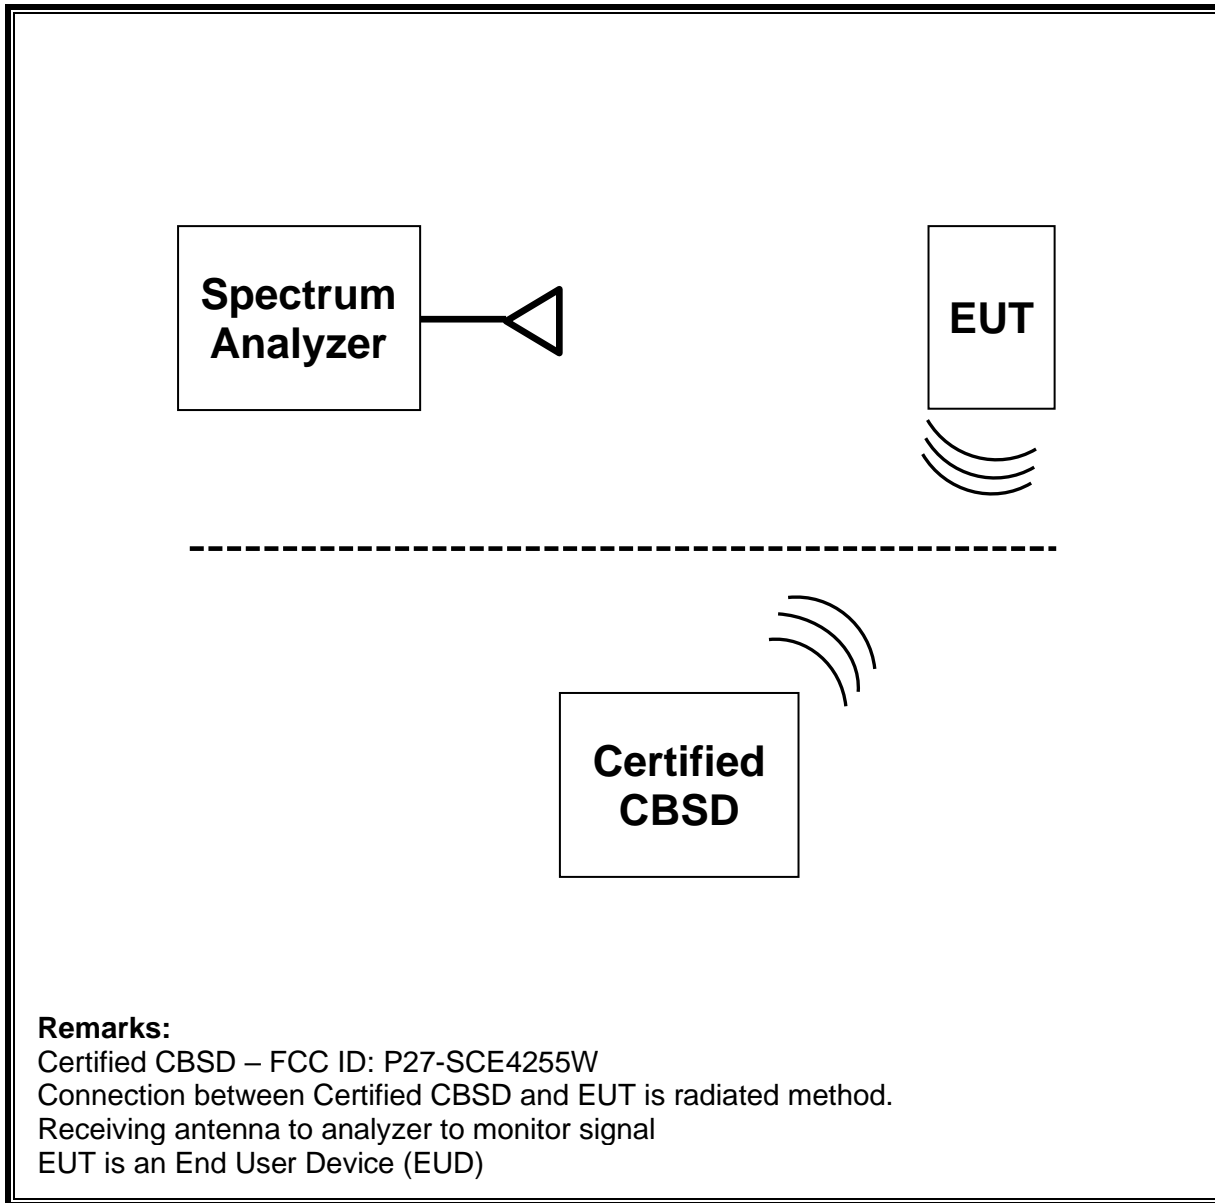 Spectrum
Analyzer
EUT
Certified
CBSD
Remarks:
Certified CBSD – FCC ID: P27-SCE4255W
Connection between Certified CBSD and EUT is radiated method.
Receiving antenna to analyzer to monitor signal
EUT is an End User Device (EUD)